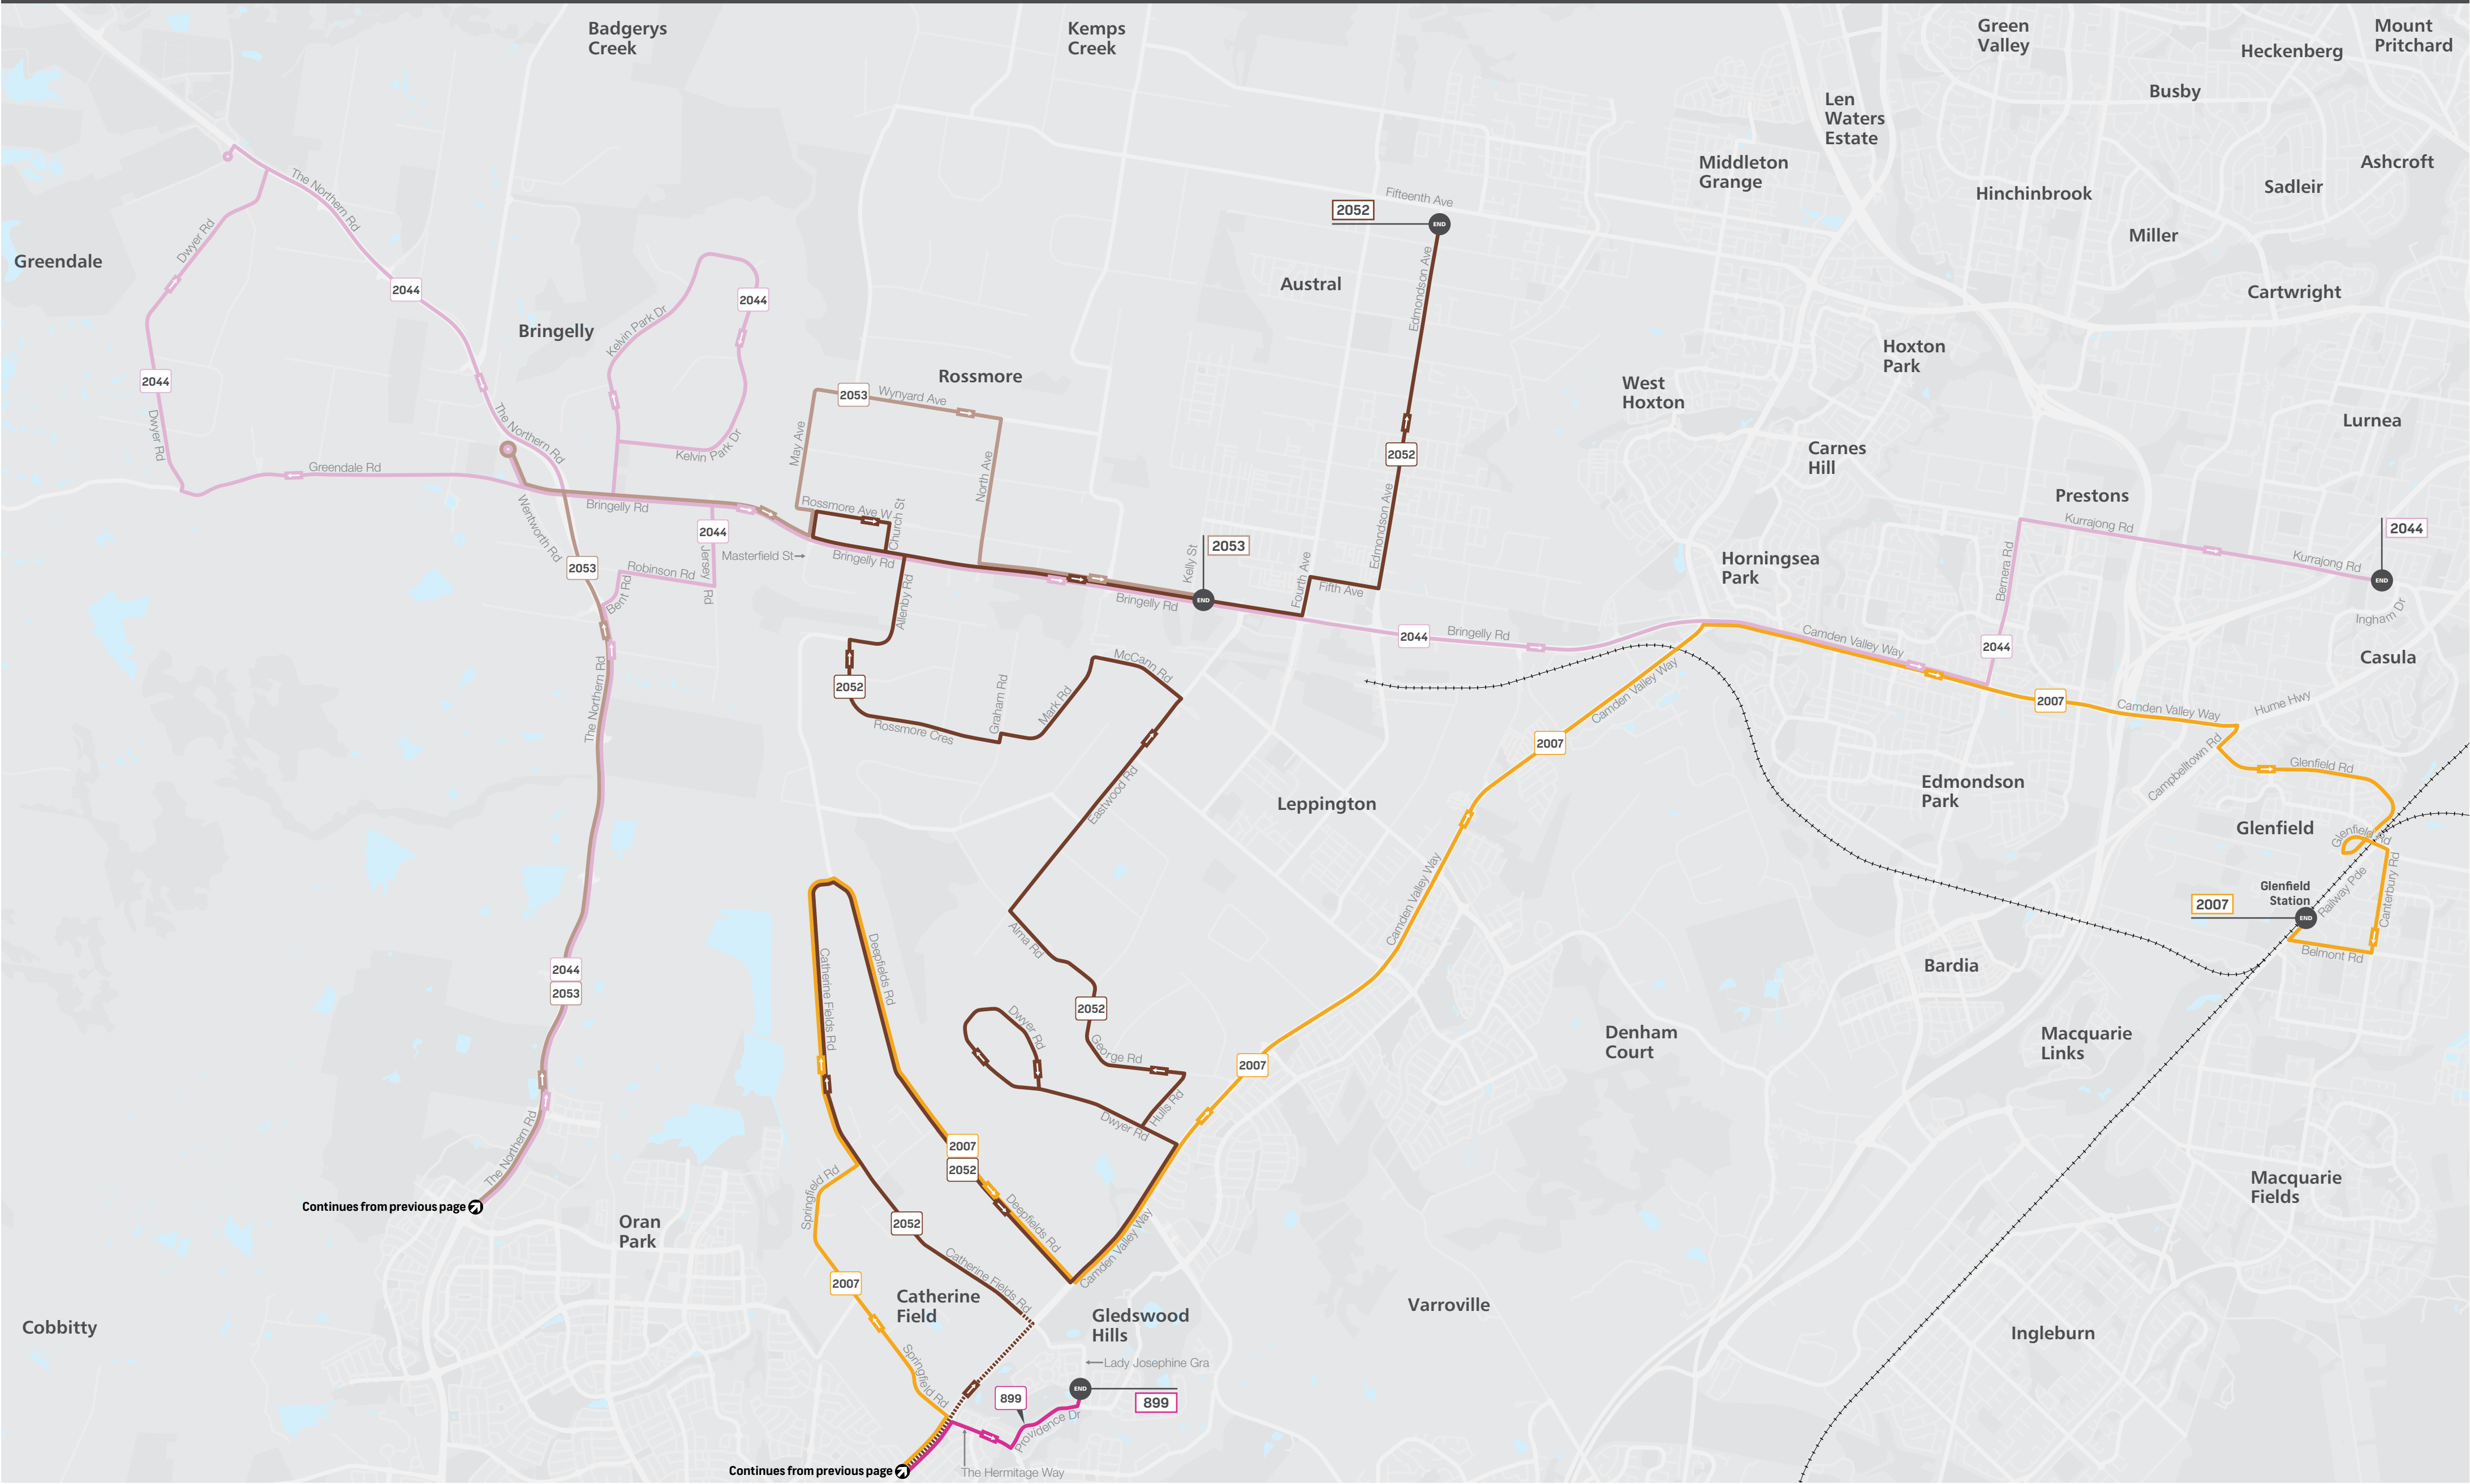 Badgerys
Creek
Kemps
Creek
Green
Valley
Heckenberg
Mount
Pritchard
Busby
Len
Waters
Estate
Middleton
Grange
Ashcroft
Sadleir
Hinchinbrook
Miller
The Northern Rd
Fifteenth Ave
2052
END
Dwyer Rd
Greendale
2044
2044
Austral
Edmondson Ave
Cartwright
Bringelly
Kelvin Park Dr
Hoxton
Park
2044
Rossmore
2053
Wynyard Ave
West
Hoxton
Lurnea
Dwyer Rd
The Northern Rd
May Ave
Kelvin Park Dr
2052
Carnes
Hill
Greendale Rd
North Ave
Prestons
Wentworth Rd
Bringelly Rd
Rossmore Ave W
Church St
Edmondson Ave
Kurrajong Rd
2044
2044
Masterfield St
Bringelly Rd
Kelly St
2053
Horningsea
Park
Bernera Rd
Kurrajong Rd
END
2053
Robinson Rd
Jersey Rd
Bent Rd
Allenby Rd
Bringelly Rd
END
Fourth Ave
Fifth Ave
Ingham Dr
2044
Bringelly Rd
Camden Valley Way
2044
Casula
The Northern Rd
2052
McCann Rd
Graham Rd
Mark Rd
Rossmore Cres
Camden Valley Way
2007
Camden Valley Way
Hume Hwy
2007
Campbelltown Rd
Glenfield Rd
Eastwood Rd
Leppington
Edmondson
Park
Glenfield
Glenfield Rd
Camden Valley Way
Railway Pde
Canterbury Rd
Glenfield
Station
2007
END
Belmont Rd
Catherine Fields Rd
Deepfields Rd
Alma Rd
2044
2053
Bardia
2052
Dwyer Rd
George Rd
Denham
Court
Macquarie
Links
2007
Hulls Rd
Dwyer Rd
The Northern Rd
2007
2052
Springfield Rd
Deepfields Rd
Macquarie
Fields
Continues from previous page
Oran
Park
2052
Camden Valley Way
Catherine Fields Rd
2007
Catherine
Field
Gledswood
Hills
Varroville
Cobbitty
Ingleburn
Springfield Rd
Lady Josephine Gra
899
END
899
Providence Dr
Continues from previous page
The Hermitage Way